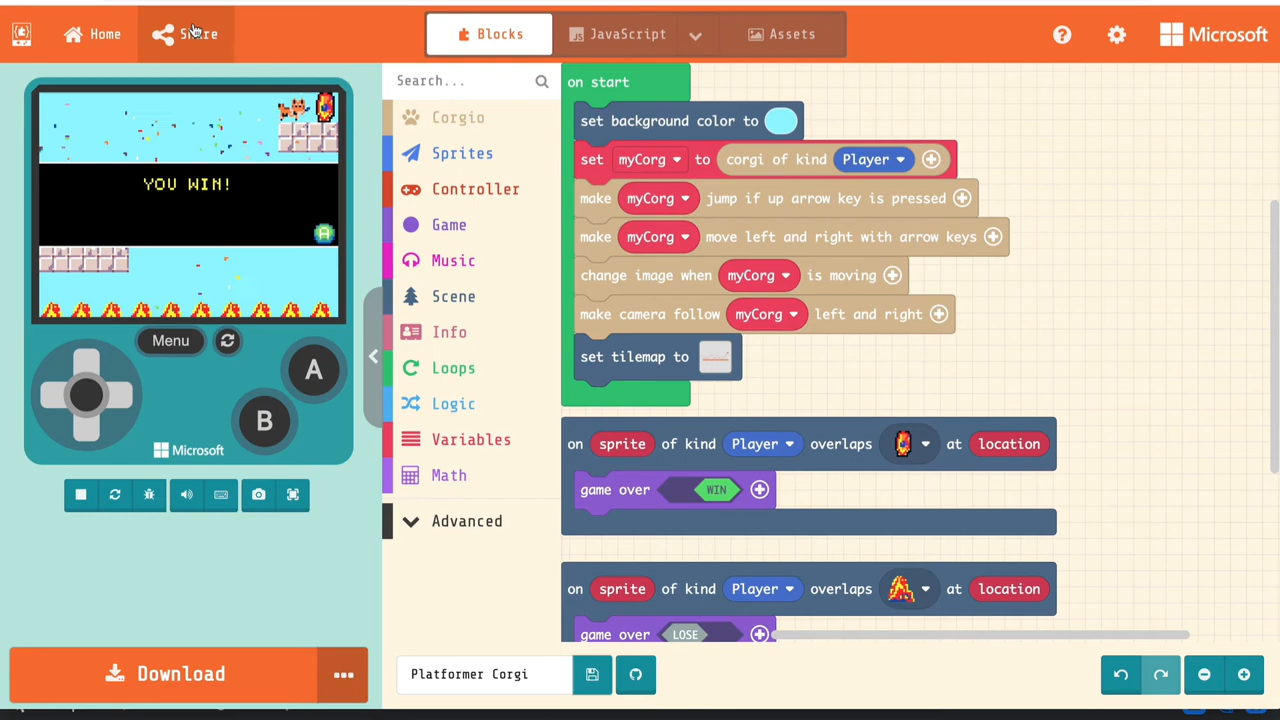 Home
Share
Blocks
JavaScript
Assets
Microsoft
YOU WIN!
A
Menu
A
B
Microsoft
Download
Search...
Corgio
Sprites
Controller
Game
Music
Scene
Info
Loops
Logic
Variables
Math
Advanced
on start
set background color to
set myCorg to corgi of kind Player
make myCorg jump if up arrow key is pressed
make myCorg move left and right with arrow keys
change image when myCorg is moving
make camera follow myCorg left and right
set tilemap to
on sprite of kind Player overlaps at location
game over WIN
on sprite of kind Player overlaps at location
game over LOSE
Platformer Corgi